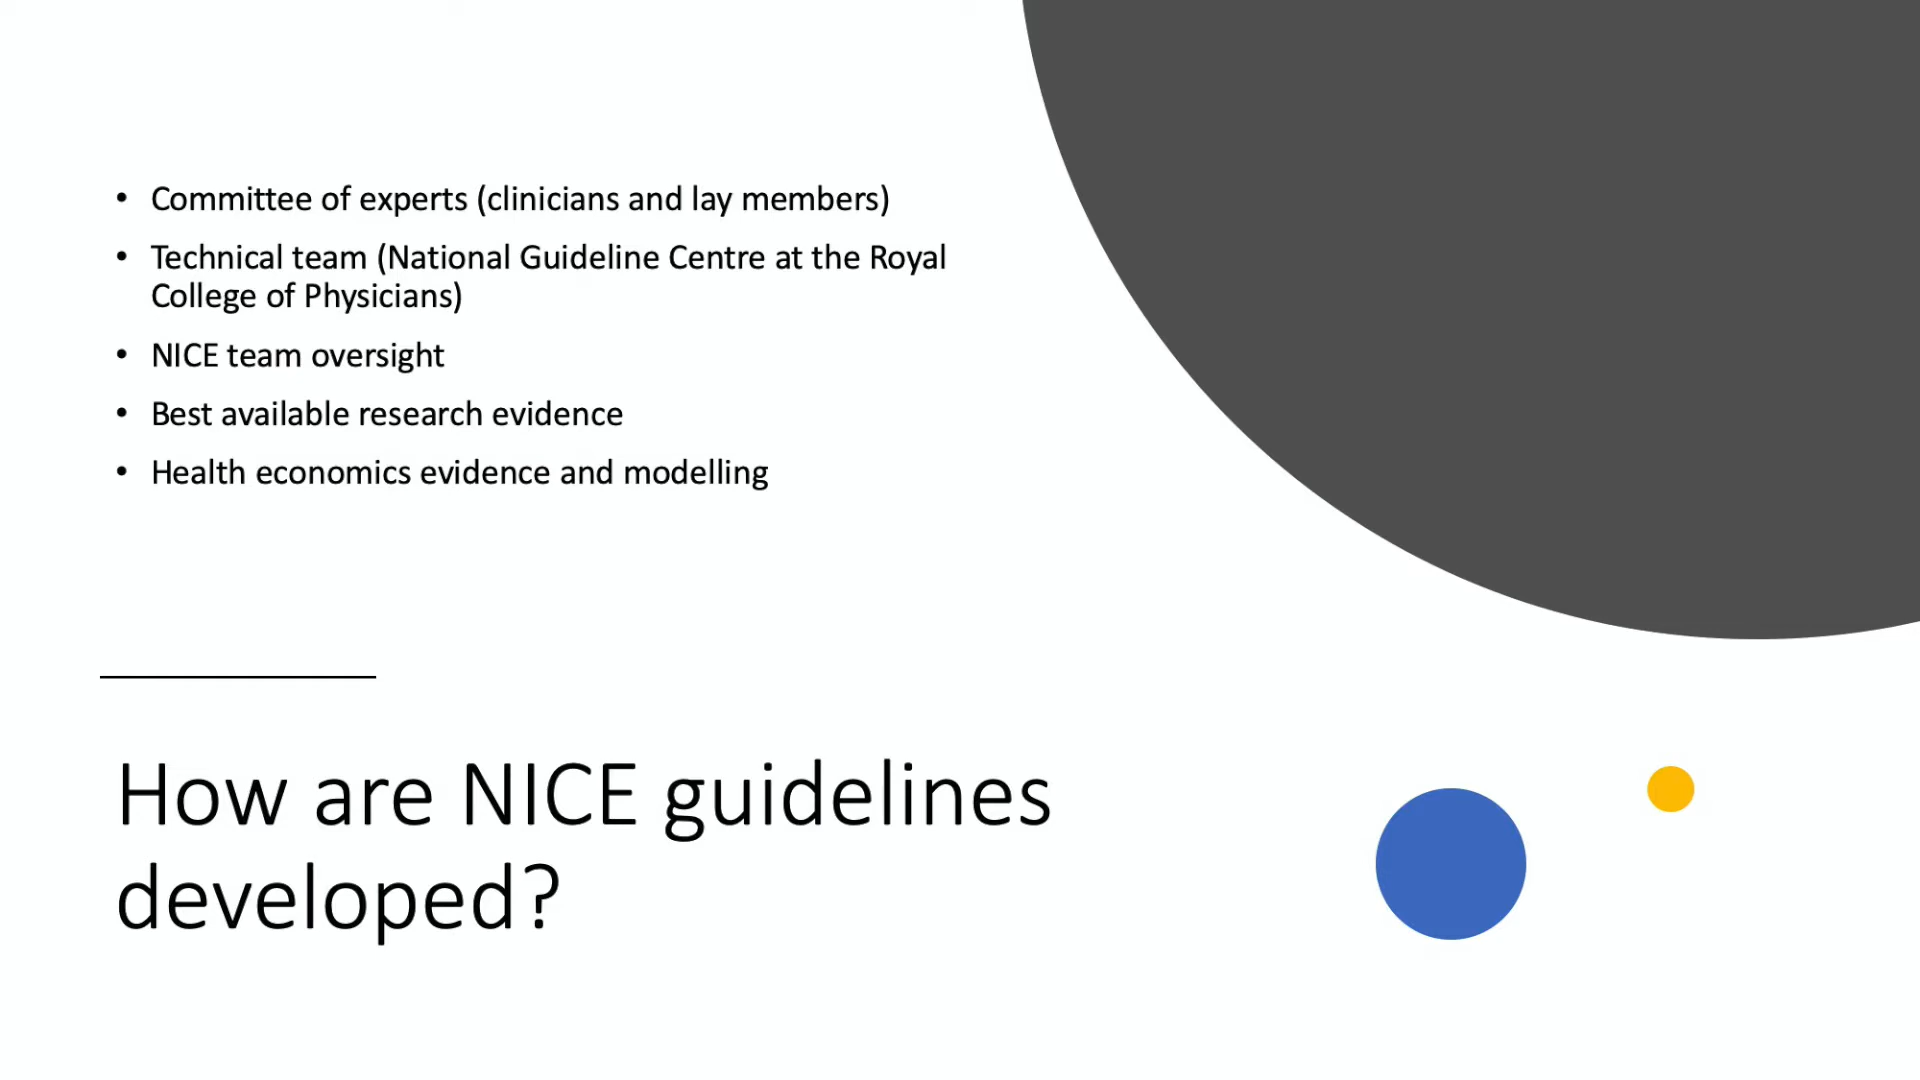 • Committee of experts (clinicians and lay members)
• Technical team (National Guideline Centre at the Royal
College of Physicians)
• NICE team oversight
• Best available research evidence
• Health economics evidence and modelling
How are NICE guidelines
developed?